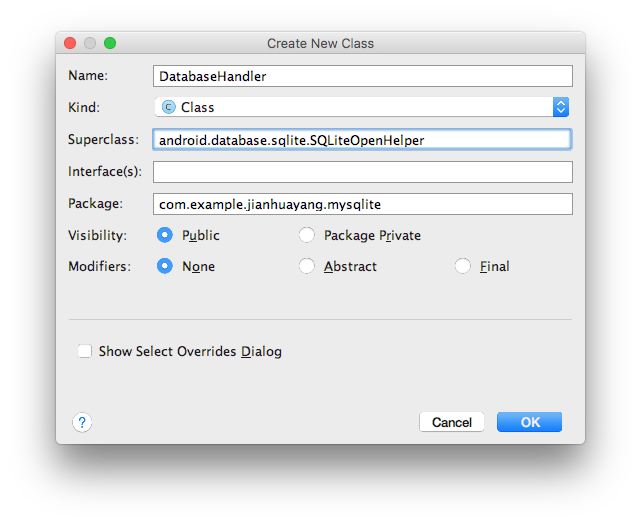 Create New Class
Name: DatabaseHandler
Kind: C Class
Superclass: android.database.sqlite.SQLiteOpenHelper
Interface(s):
Package: com.example.jianhuayang.mysqlite
Visibility: Public Package Private
Modifiers: None Abstract Final
Show Select Overrides Dialog
? Cancel OK